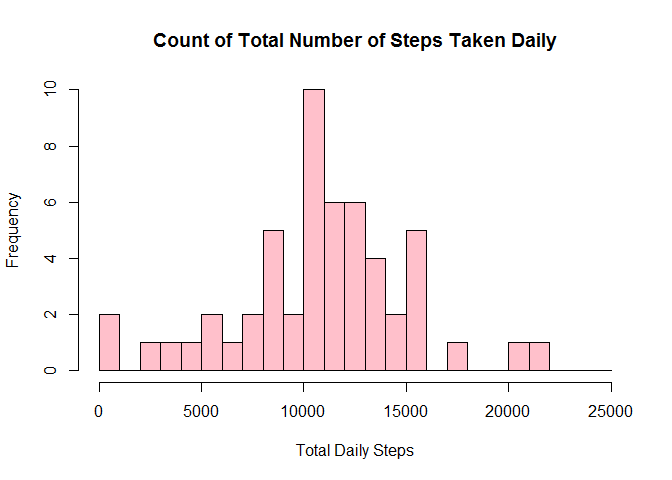 Count of Total Number of Steps Taken Daily
Frequency
10
8
6
4
2
0
0 5000 10000 15000 20000 25000
Total Daily Steps